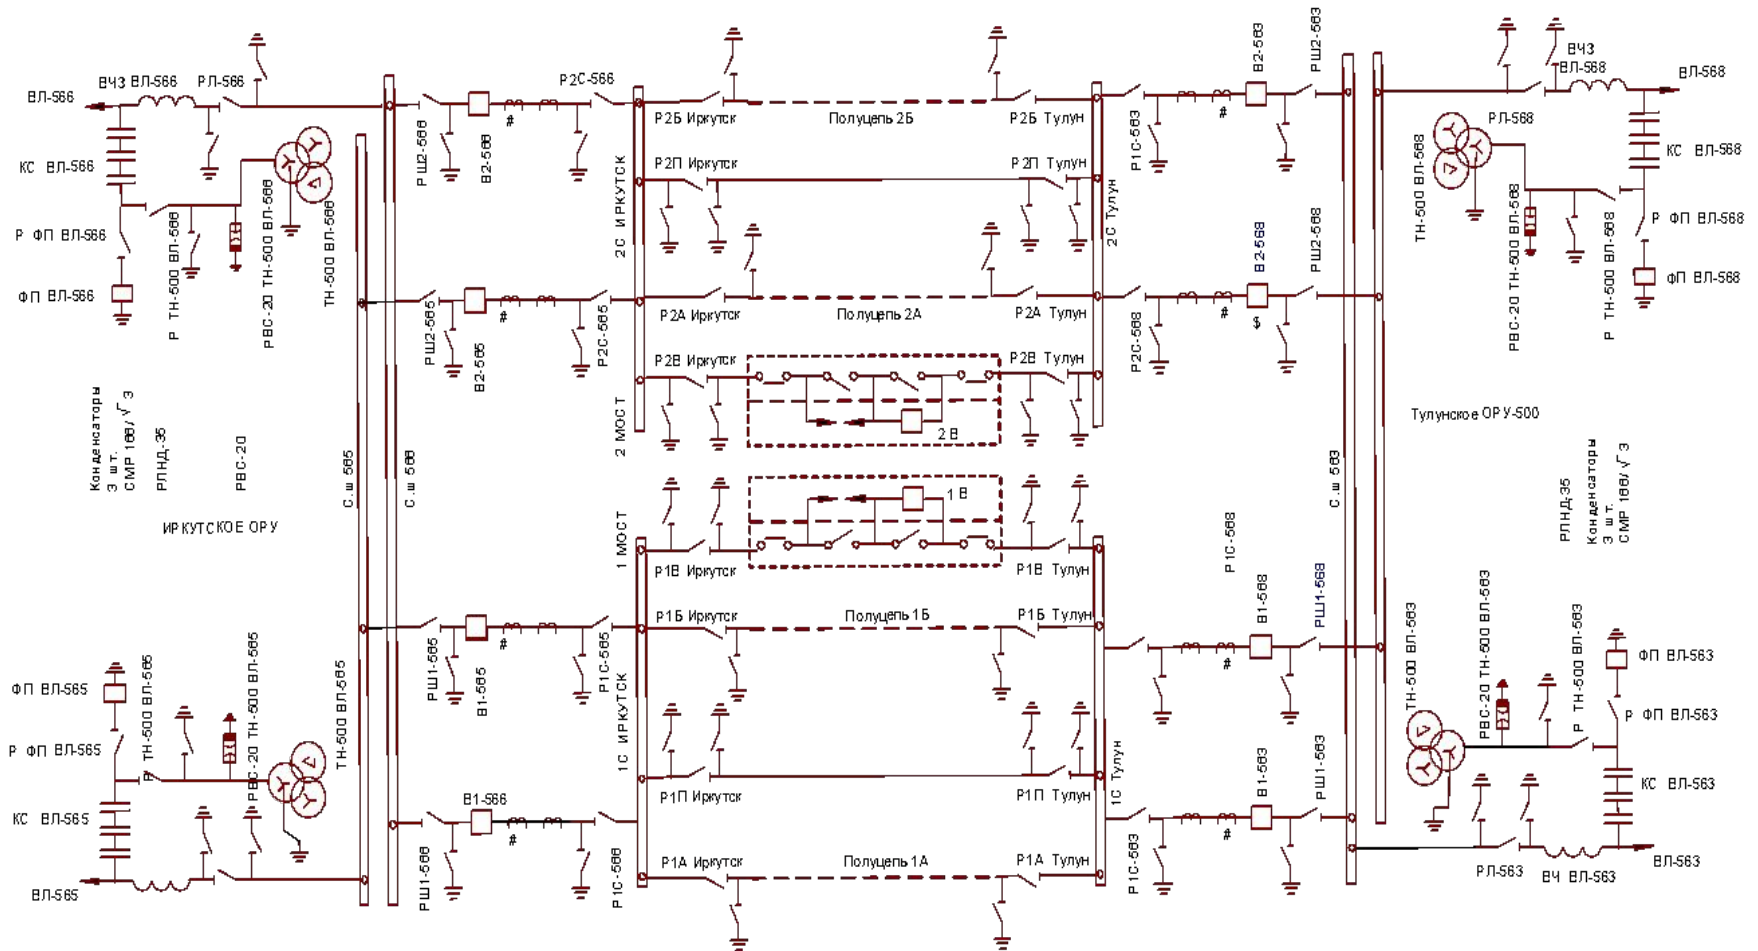 ВЧЗ ВЛ-566
РЛ-566
ВЛ-566
КС ВЛ-566
Р ФП ВЛ-566
ФП ВЛ-566
Р ТН-500 ВЛ-566
РВС-20 ТН-500 ВЛ-566
ТН-500 ВЛ-566
Конденсаторы
3 шт.
СМР 166/√3
РЛНД-35
РВС-20
ИРКУТСКОЕ ОРУ
С.ш 565
С.ш 566
РШ2-566
В2-566
#
Р2С-566
РШ2-565
В2-565
#
Р2С-565
2С ИРКУТСК
2 МОСТ
Р2Б Иркутск
Полуцепь 2Б
Р2Б Тулун
Р2П Иркутск
Р2П Тулун
Р2А Иркутск
Полуцепь 2А
Р2А Тулун
Р2В Иркутск
Р2В Тулун
2 В
2С Тулун
Р1С-563
#
В2-563
РШ2-563
Р2С-568
#
В2-568
$
РШ2-568
ВЧЗ
ВЛ-568
ВЛ-568
РЛ-568
ТН-500 ВЛ-568
КС ВЛ-568
РВС-20 ТН-500 ВЛ-568
Р ТН-500 ВЛ-568
Р ФП ВЛ-568
ФП ВЛ-568
Тулунское ОРУ-500
С.ш 563
РЛНД-35
Конденсаторы
3 шт.
СМР 166/√3
1 МОСТ
1 В
Р1В Иркутск
Р1В Тулун
Р1Б Иркутск
Полуцепь 1Б
Р1Б Тулун
1С ИРКУТСК
Р1П Иркутск
Р1П Тулун
Р1А Иркутск
Полуцепь 1А
Р1А Тулун
1С Тулун
РШ1-565
В1-565
#
Р1С-565
РШ1-566
В1-566
#
Р1С-566
ФП ВЛ-565
Р ФП ВЛ-565
КС ВЛ-565
ВЛ-565
Р ТН-500 ВЛ-565
РВС-20 ТН-500 ВЛ-565
ТН-500 ВЛ-565
Р1С-568
#
В1-568
РШ1-568
Р1С-563
#
В1-563
РШ1-563
ТН-500 ВЛ-563
РВС-20 ТН-500 ВЛ-563
Р ТН-500 ВЛ-563
ФП ВЛ-563
Р ФП ВЛ-563
КС ВЛ-563
ВЛ-563
РЛ-563
ВЧ ВЛ-563